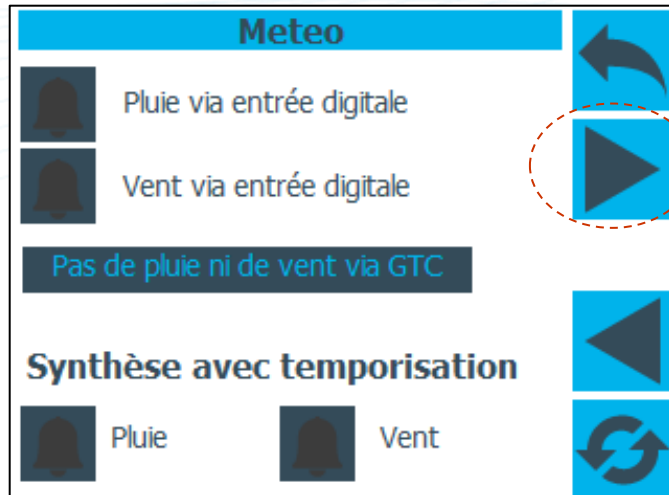 Meteo
Pluie via entrée digitale
Vent via entrée digitale
Pas de pluie ni de vent via GTC
Synthèse avec temporisation
Pluie Vent